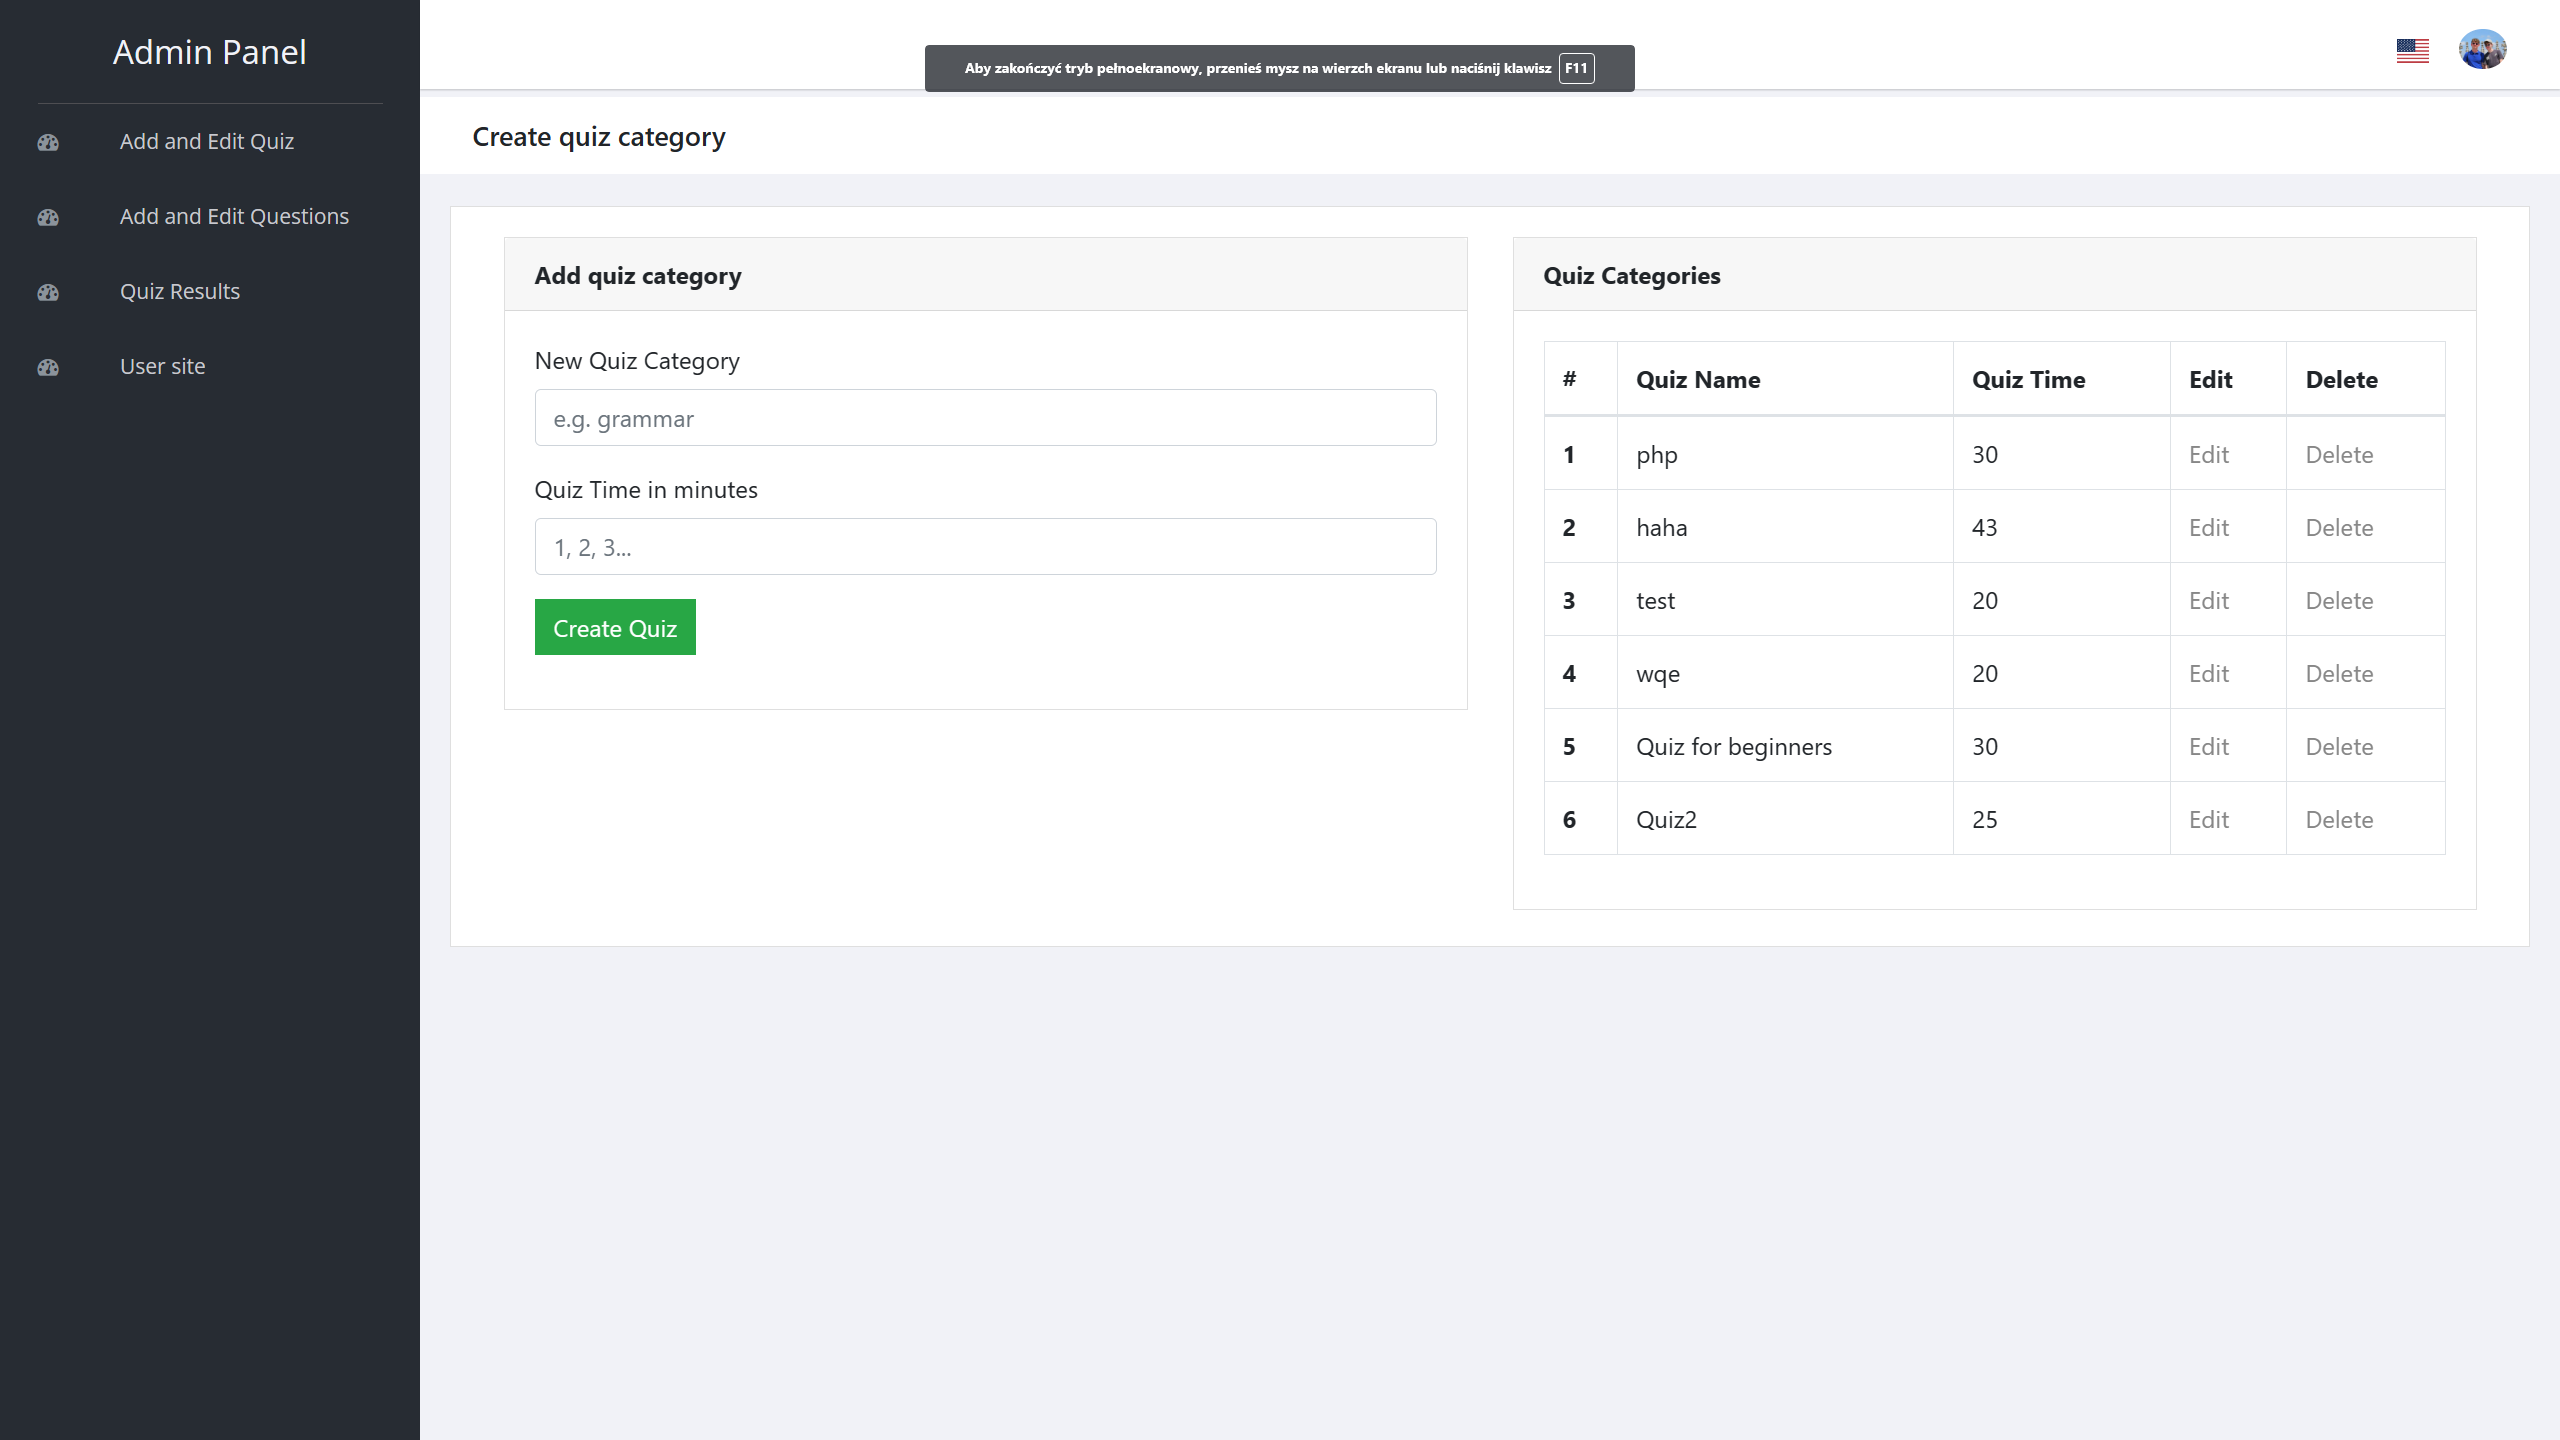 Admin Panel
Add and Edit Quiz
Add and Edit Questions
Quiz Results
User site
Aby zakończyć tryb pełnoekranowy, przenieś mysz na wierzch ekranu lub naciśnij klawisz F11
Create quiz category
Add quiz category
New Quiz Category
e.g. grammar
Quiz Time in minutes
1, 2, 3...
Create Quiz
Quiz Categories
# Quiz Name Quiz Time Edit Delete
1 php 30 Edit Delete
2 haha 43 Edit Delete
3 test 20 Edit Delete
4 wqe 20 Edit Delete
5 Quiz for beginners 30 Edit Delete
6 Quiz2 25 Edit Delete